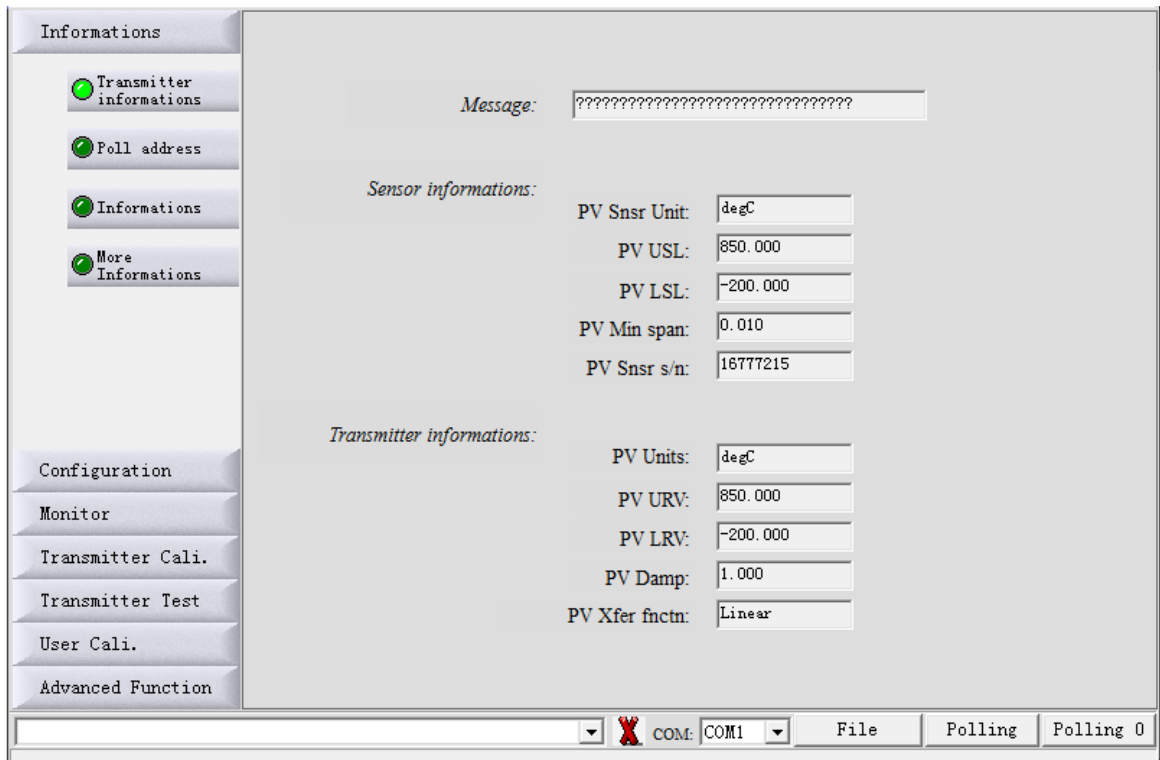 Informations
Transmitter
informations
Poll address
Informations
More
Informations
Configuration
Monitor
Transmitter Cali.
Transmitter Test
User Cali.
Advanced Function
Message: ???????????????????????????????
Sensor informations:
PV Snsr Unit: degC
PV USL: 850.000
PV LSL: -200.000
PV Min span: 0.010
PV Snsr s/n: 16777215
Transmitter informations:
PV Units: degC
PV URV: 850.000
PV LRV: -200.000
PV Damp: 1.000
PV Xfer fnctn: Linear
COM: COM1 File Polling Polling 0